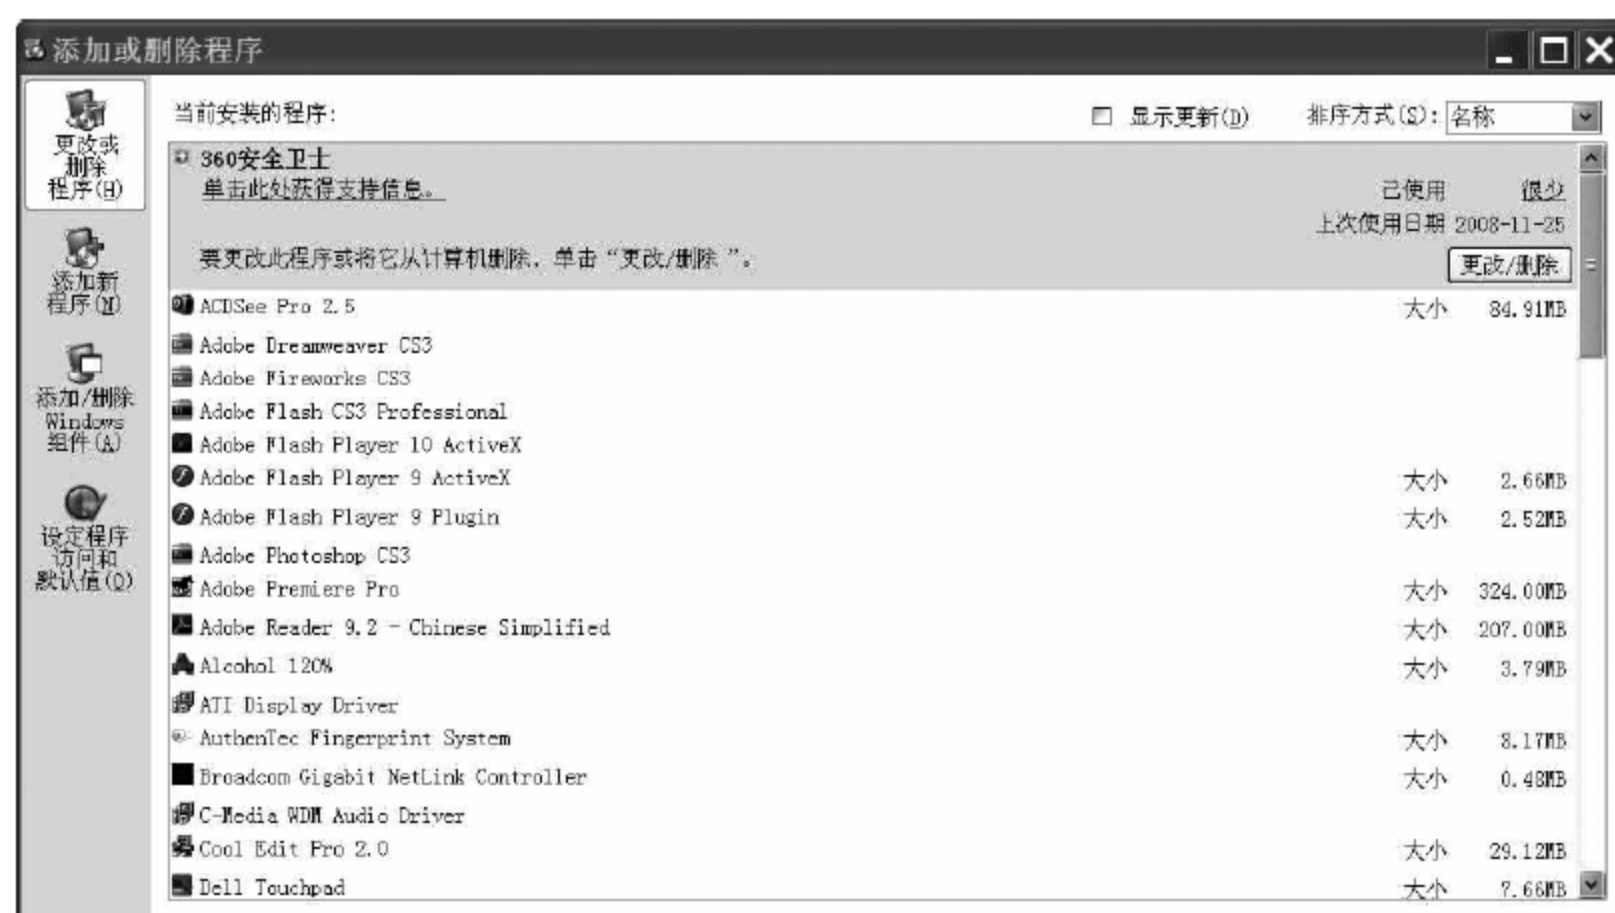 添加或删除程序
更改或
删除
程序(H)
添加新
程序(N)
添加/删除
Windows
组件(A)
设定程序
访问和
默认值(O)
当前安装的程序:
显示更新(D)
排序方式(S): 名称
360安全卫士
单击此处获得支持信息。
已使用 很少
上次使用日期 2008-11-25
要更改此程序或将它从计算机删除，单击“更改/删除 ”。
更改/删除
ACDSee Pro 2.5 大小 84.91MB
Adobe Dreamweaver CS3
Adobe Fireworks CS3
Adobe Flash CS3 Professional
Adobe Flash Player 10 ActiveX
Adobe Flash Player 9 ActiveX 大小 2.66MB
Adobe Flash Player 9 Plugin 大小 2.52MB
Adobe Photoshop CS3
Adobe Premiere Pro 大小 324.00MB
Adobe Reader 9.2 - Chinese Simplified 大小 207.00MB
Alcohol 120% 大小 3.79MB
ATI Display Driver
AuthenTec Fingerprint System 大小 8.17MB
Broadcom Gigabit NetLink Controller 大小 0.48MB
C-Media WDM Audio Driver
Cool Edit Pro 2.0 大小 29.12MB
Dell Touchpad 大小 7.66MB